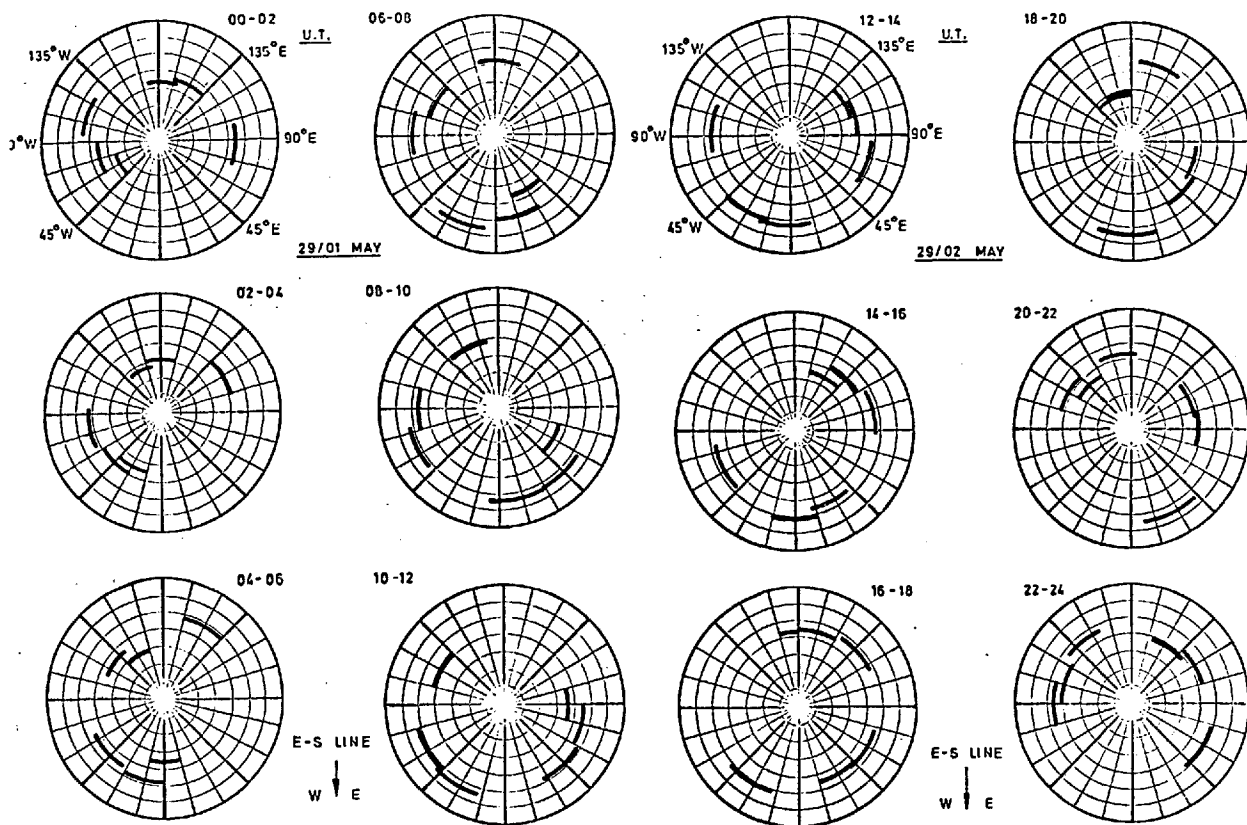 00-02 U.T. 06-08 12-14 U.T. 18-20
135°W 135°E 135°W 135°E
0°W 90°E 90°W 90°E
45°W 45°E 45°W 45°E
29/01 MAY 29/02 MAY
02-04 08-10 14-16 20-22
04-06 10-12 16-18 22-24
E-S LINE E-S LINE
W E W E